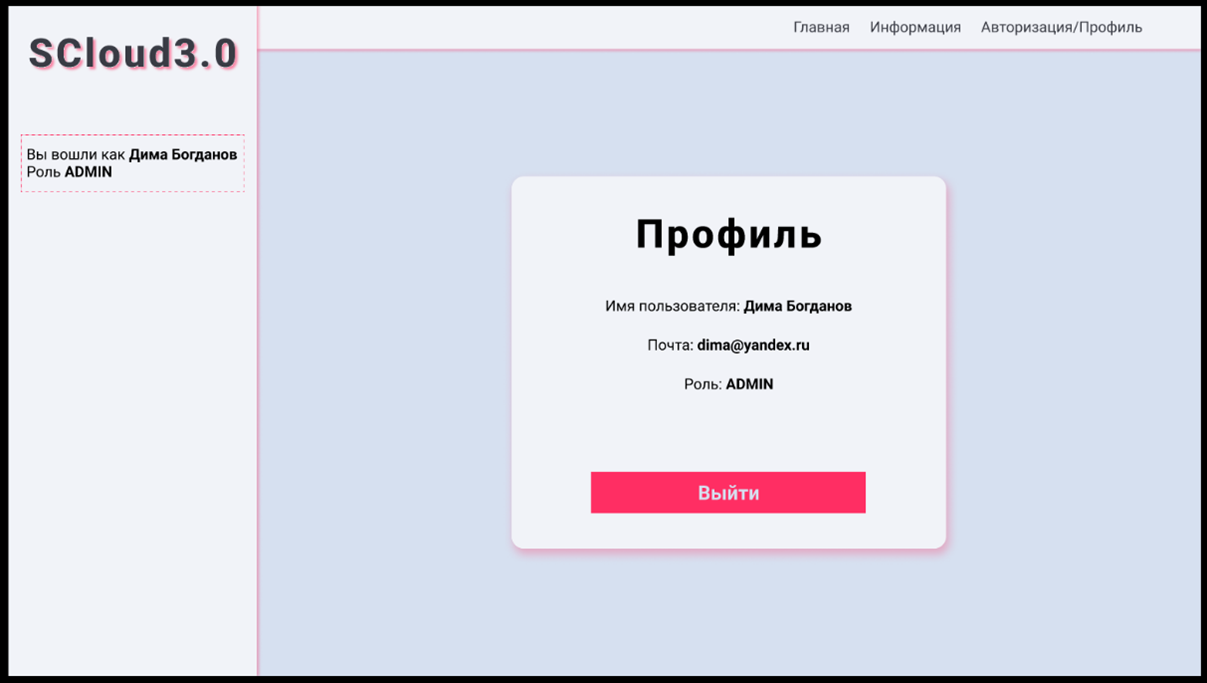 SCloud3.0
Главная Информация Авторизация/Профиль
Вы вошли как Дима Богданов
Роль ADMIN
Профиль
Имя пользователя: Дима Богданов
Почта: dima@yandex.ru
Роль: ADMIN
Выйти